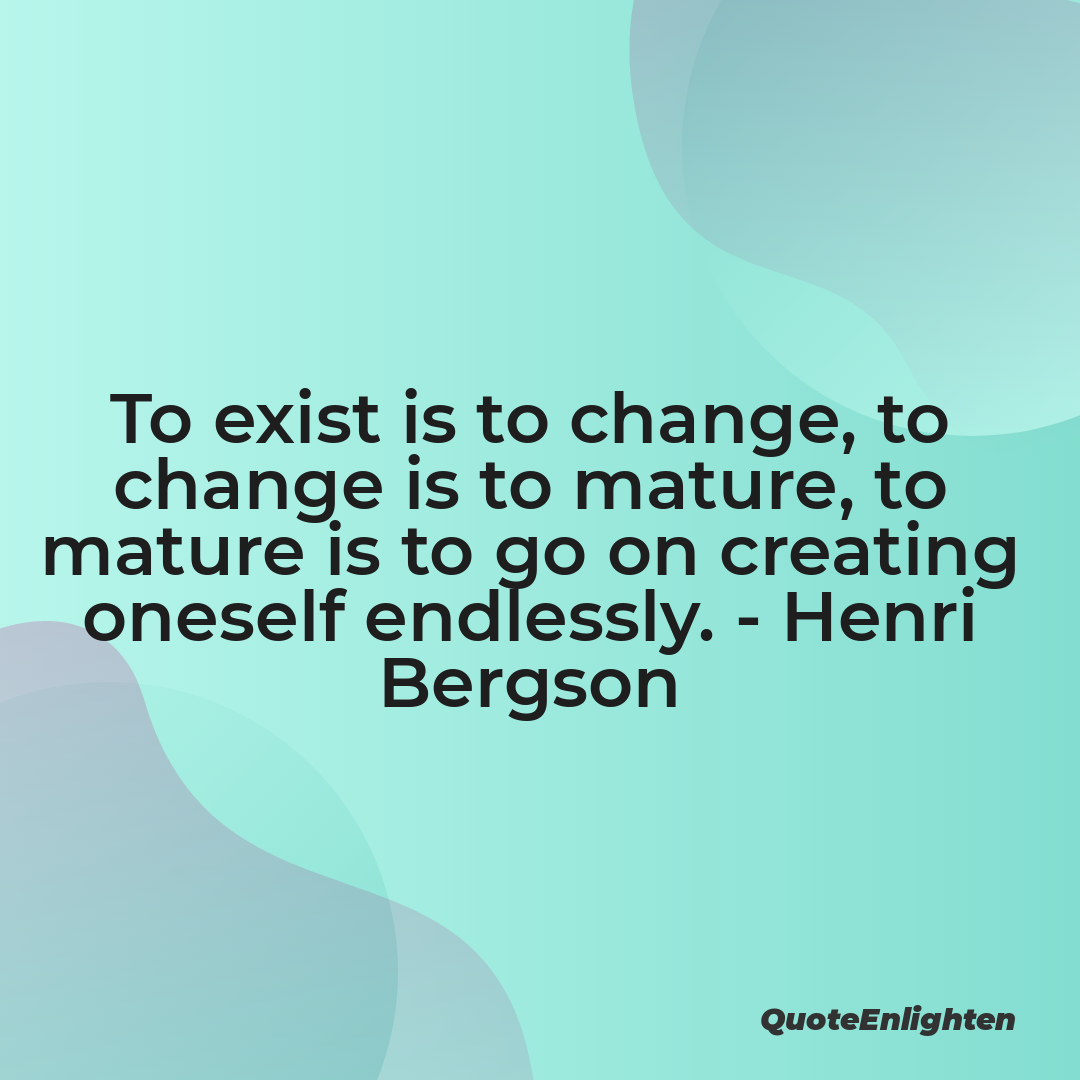 To exist is to change, to
change is to mature, to
mature is to go on creating
oneself endlessly. - Henri
Bergson
QuoteEnlighten